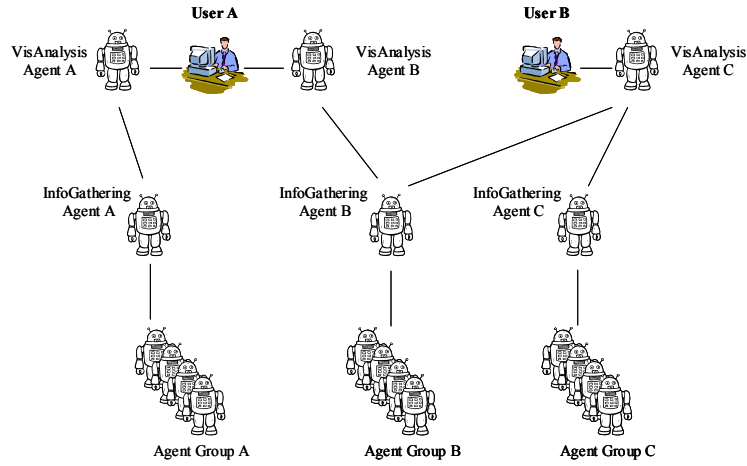 User A
User B
VisAnalysis
Agent A
VisAnalysis
Agent B
VisAnalysis
Agent C
InfoGathering
Agent A
InfoGathering
Agent B
InfoGathering
Agent C
Agent Group A
Agent Group B
Agent Group C